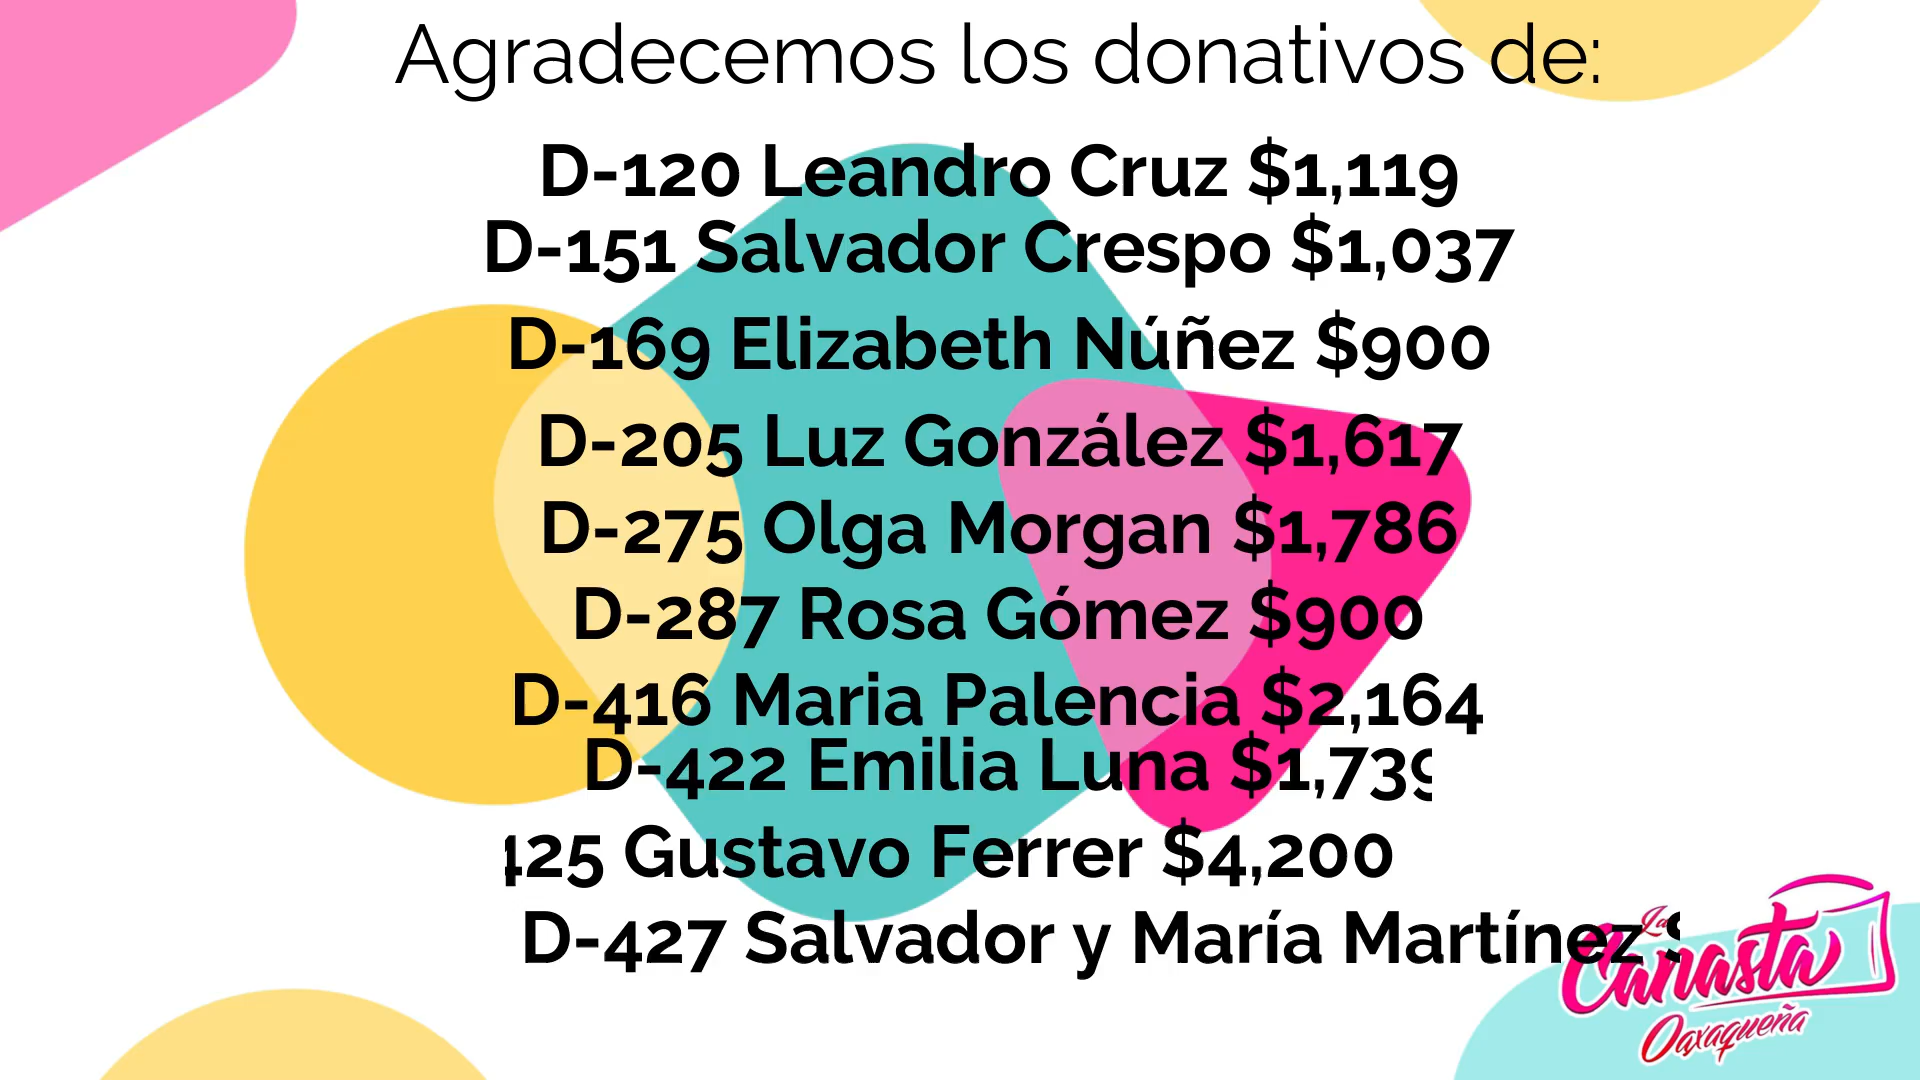 Agradecemos los donativos de:
D-120 Leandro Cruz $1,119
D-151 Salvador Crespo $1,037
D-169 Elizabeth Núñez $900
D-205 Luz González $1,617
D-275 Olga Morgan $1,786
D-287 Rosa Gómez $900
D-416 Maria Palencia $2,164
D-422 Emilia Luna $1,739
425 Gustavo Ferrer $4,200
D-427 Salvador y María Martínez $
La
Canasta
Oaxaqueña